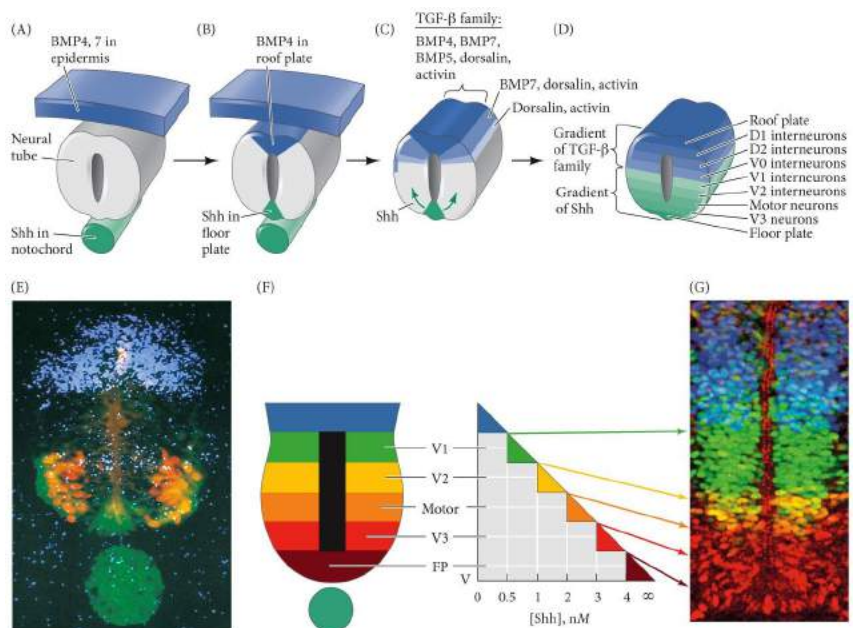 (A)
BMP4, 7 in
epidermis
Neural
tube
Shh in
notochord
(B)
BMP4 in
roof plate
Shh in
floor
plate
(C)
TGF-β family:
BMP4, BMP7,
BMP5, dorsalin,
activin
BMP7, dorsalin, activin
Dorsalin, activin
Shh
(D)
Gradient
of TGF-β
family
Gradient
of Shh
Roof plate
D1 interneurons
D2 interneurons
V0 interneurons
V1 interneurons
V2 interneurons
Motor neurons
V3 neurons
Floor plate
(E)
(F)
V1
V2
Motor
V3
FP
V
0 0.5 1 2 3 4 ∞
[Shh], nM
(G)